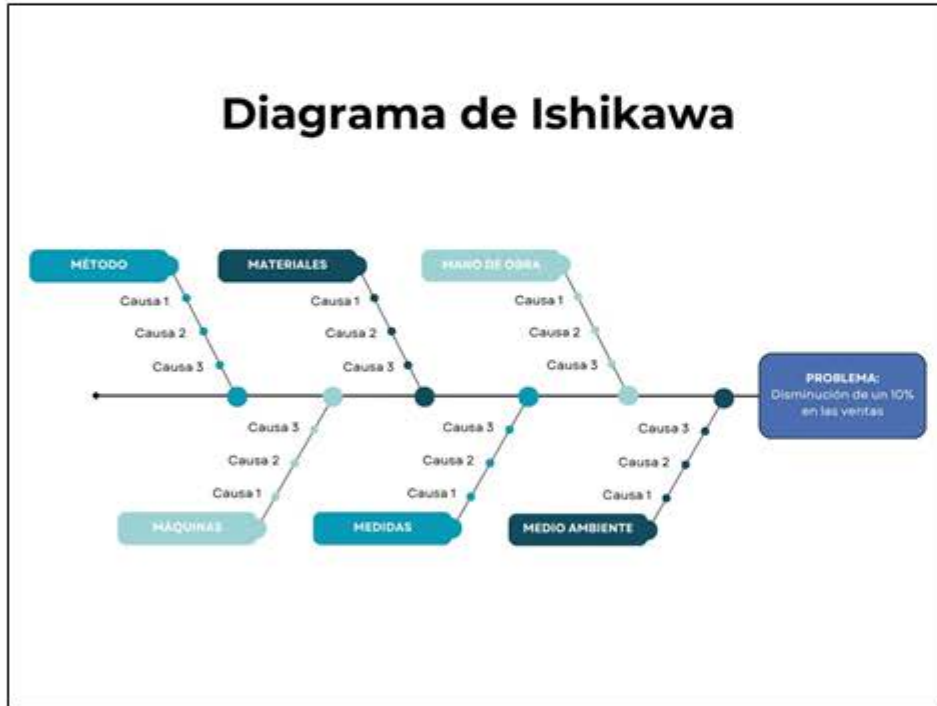 Diagrama de Ishikawa
MÉTODO
MATERIALES
MANO DE OBRA
Causa 1
Causa 1
Causa 1
Causa 2
Causa 2
Causa 2
Causa 3
Causa 3
Causa 3
PROBLEMA:
Disminución de un 10%
en las ventas
Causa 3
Causa 3
Causa 3
Causa 2
Causa 2
Causa 2
Causa 1
Causa 1
Causa 1
MÁQUINAS
MEDIDAS
MEDIO AMBIENTE